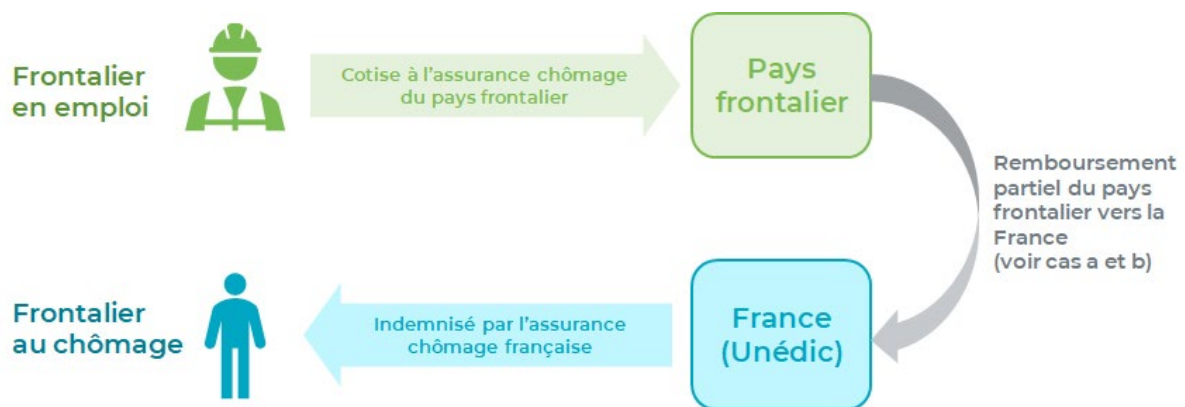 Frontalier
en emploi
Cotise à l'assurance chômage
du pays frontalier
Pays
frontalier
Remboursement
partiel du pays
frontalier vers la
France
(voir cas a et b)
Frontalier
au chômage
Indemnisé par l'assurance
chômage française
France
(Unédic)